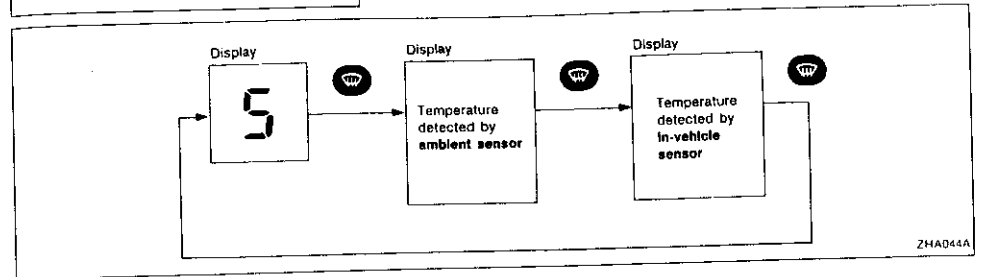 Display
5
Display
Temperature
detected by
ambient sensor
Display
Temperature
detected by
in-vehicle
sensor
ZHA044A